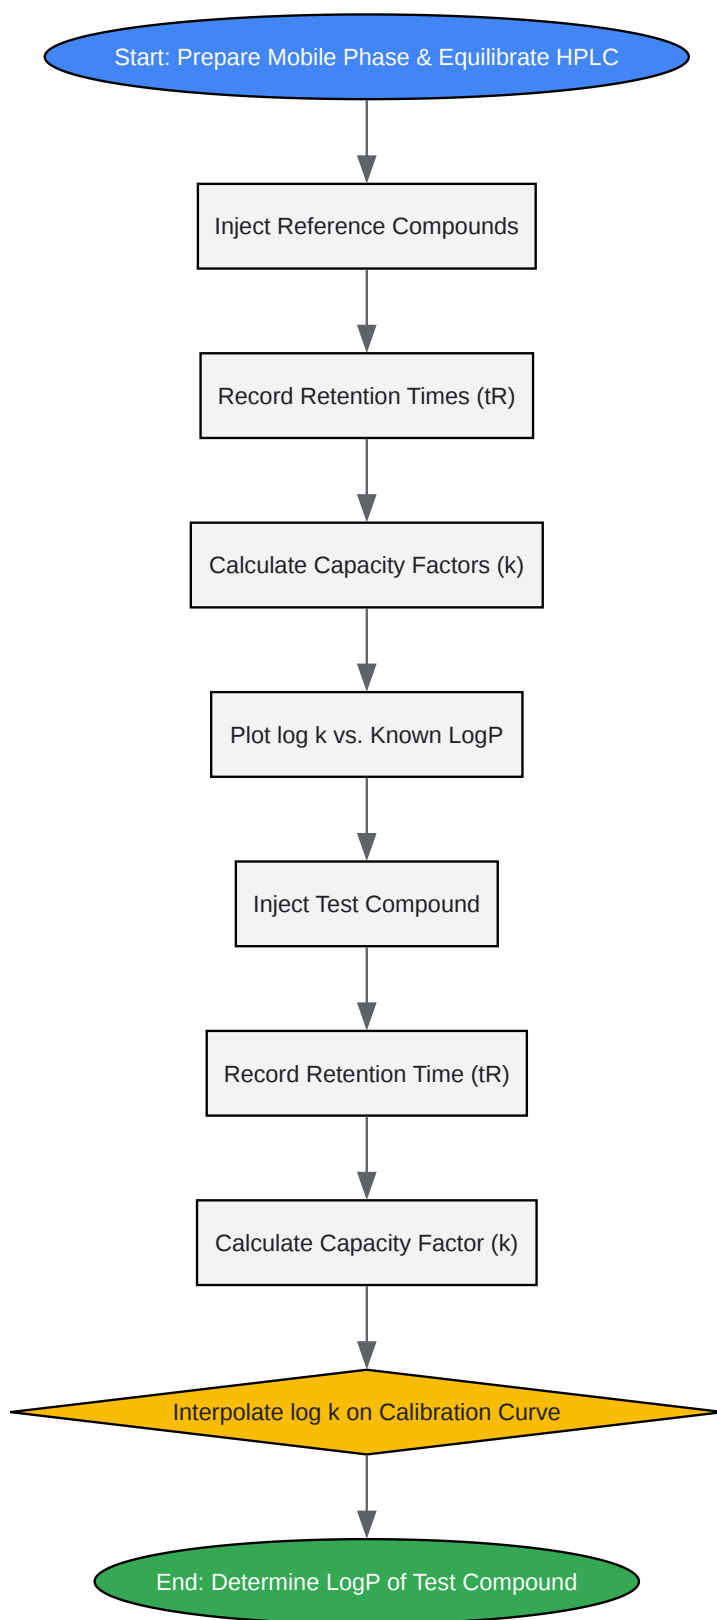 Start: Prepare Mobile Phase & Equilibrate HPLC
Inject Reference Compounds
Record Retention Times (tR)
Calculate Capacity Factors (k)
Plot log k vs. Known LogP
Inject Test Compound
Record Retention Time (tR)
Calculate Capacity Factor (k)
Interpolate log k on Calibration Curve
End: Determine LogP of Test Compound